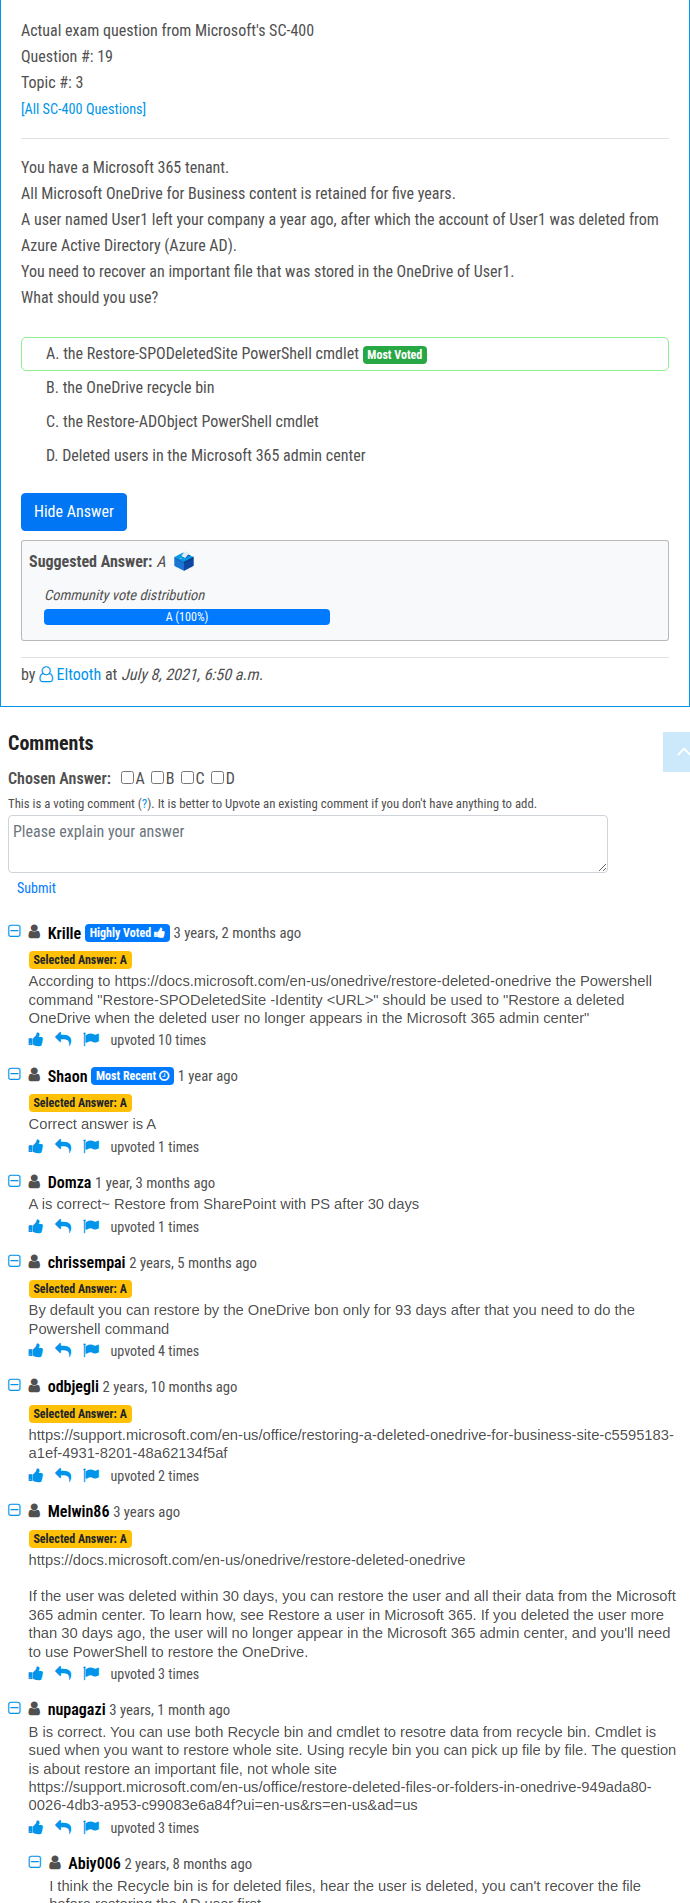 Actual exam question from Microsoft's SC-400
Question #: 19
Topic #: 3
[All SC-400 Questions]
You have a Microsoft 365 tenant.
All Microsoft OneDrive for Business content is retained for five years.
A user named User1 left your company a year ago, after which the account of User1 was deleted from
Azure Active Directory (Azure AD).
You need to recover an important file that was stored in the OneDrive of User1.
What should you use?
A. the Restore-SPODeletedSite PowerShell cmdlet Most Voted
B. the OneDrive recycle bin
C. the Restore-ADObject PowerShell cmdlet
D. Deleted users in the Microsoft 365 admin center
Hide Answer
Suggested Answer: A
Community vote distribution
A (100%)
by Eltooth at July 8, 2021, 6:50 a.m.
Comments
Chosen Answer: A B C D
This is a voting comment (?). It is better to Upvote an existing comment if you don't have anything to add.
Please explain your answer
Submit
Krille Highly Voted 3 years, 2 months ago
Selected Answer: A
According to https://docs.microsoft.com/en-us/onedrive/restore-deleted-onedrive the Powershell
command "Restore-SPODeletedSite -Identity <URL>" should be used to "Restore a deleted
OneDrive when the deleted user no longer appears in the Microsoft 365 admin center"
upvoted 10 times
Shaon Most Recent 1 year ago
Selected Answer: A
Correct answer is A
upvoted 1 times
Domza 1 year, 3 months ago
A is correct~ Restore from SharePoint with PS after 30 days
upvoted 1 times
chrissempai 2 years, 5 months ago
Selected Answer: A
By default you can restore by the OneDrive bon only for 93 days after that you need to do the
Powershell command
upvoted 4 times
odbjegli 2 years, 10 months ago
Selected Answer: A
https://support.microsoft.com/en-us/office/restoring-a-deleted-onedrive-for-business-site-c5595183-
a1ef-4931-8201-48a62134f5af
upvoted 2 times
Melwin86 3 years ago
Selected Answer: A
https://docs.microsoft.com/en-us/onedrive/restore-deleted-onedrive
If the user was deleted within 30 days, you can restore the user and all their data from the Microsoft
365 admin center. To learn how, see Restore a user in Microsoft 365. If you deleted the user more
than 30 days ago, the user will no longer appear in the Microsoft 365 admin center, and you'll need
to use PowerShell to restore the OneDrive.
upvoted 3 times
nupagazi 3 years, 1 month ago
B is correct. You can use both Recycle bin and cmdlet to resotre data from recycle bin. Cmdlet is
sued when you want to restore whole site. Using recyle bin you can pick up file by file. The question
is about restore an important file, not whole site
https://support.microsoft.com/en-us/office/restore-deleted-files-or-folders-in-onedrive-949ada80-
0026-4db3-a953-c99083e6a84f?ui=en-us&rs=en-us&ad=us
upvoted 3 times
Abiy006 2 years, 8 months ago
I think the Recycle bin is for deleted files, hear the user is deleted, you can't recover the file